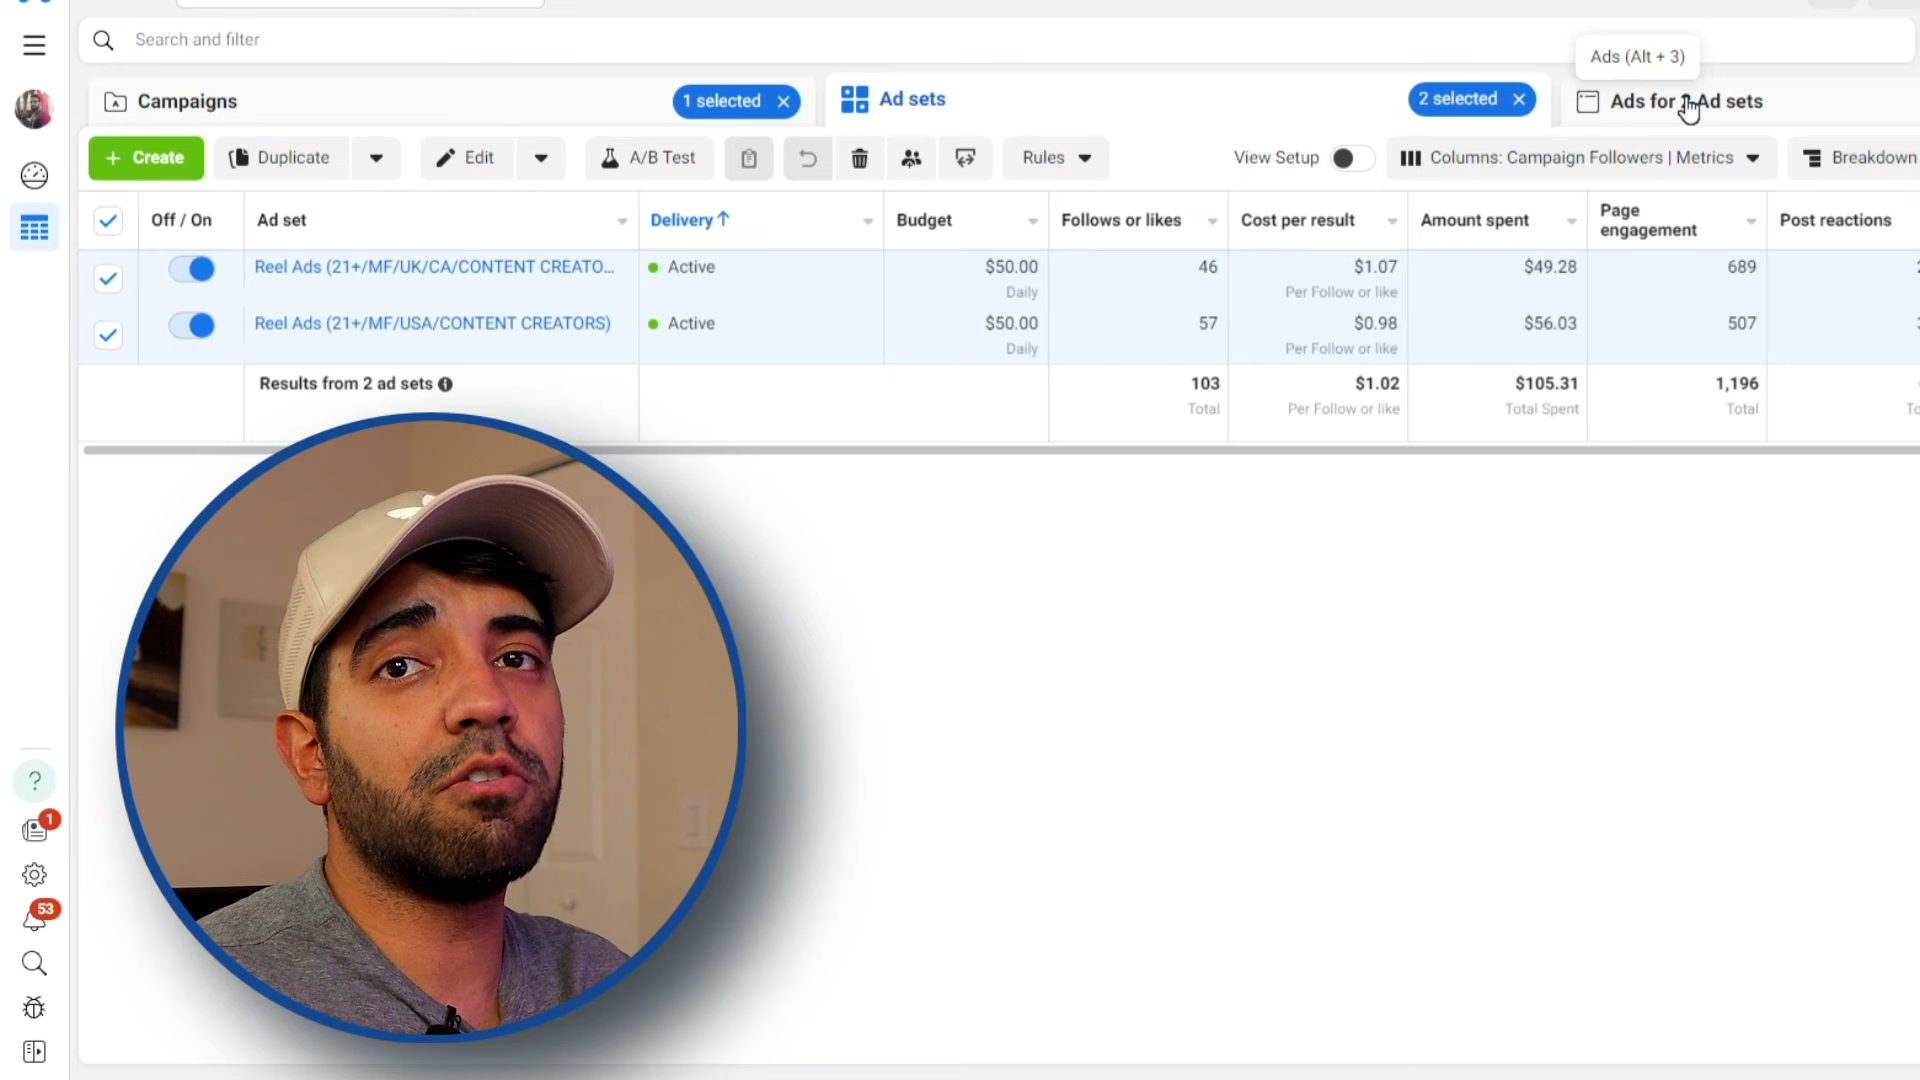 Search and filter
Ads (Alt + 3)
Campaigns
1 selected
Ad sets
2 selected
Ads for 2 Ad sets
Create
Duplicate
Edit
A/B Test
Rules
View Setup
Columns: Campaign Followers | Metrics
Breakdown
Off / On
Ad set
Delivery ↑
Budget
Follows or likes
Cost per result
Amount spent
Page engagement
Post reactions
Reel Ads (21+/MF/UK/CA/CONTENT CREATO...
Active
$50.00
46
$1.07
$49.28
689
Daily
Per Follow or like
Reel Ads (21+/MF/USA/CONTENT CREATORS)
Active
$50.00
57
$0.98
$56.03
507
Daily
Per Follow or like
Results from 2 ad sets
103
$1.02
$105.31
1,196
Total
Per Follow or like
Total Spent
Total
1
53